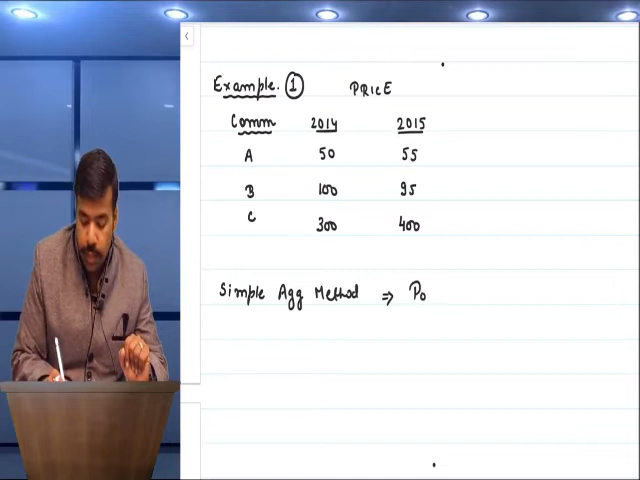 Example. 1 PRICE
Comm 2014 2015
A 50 55
B 100 95
C 300 400
Simple Agg Method ⇒ P0